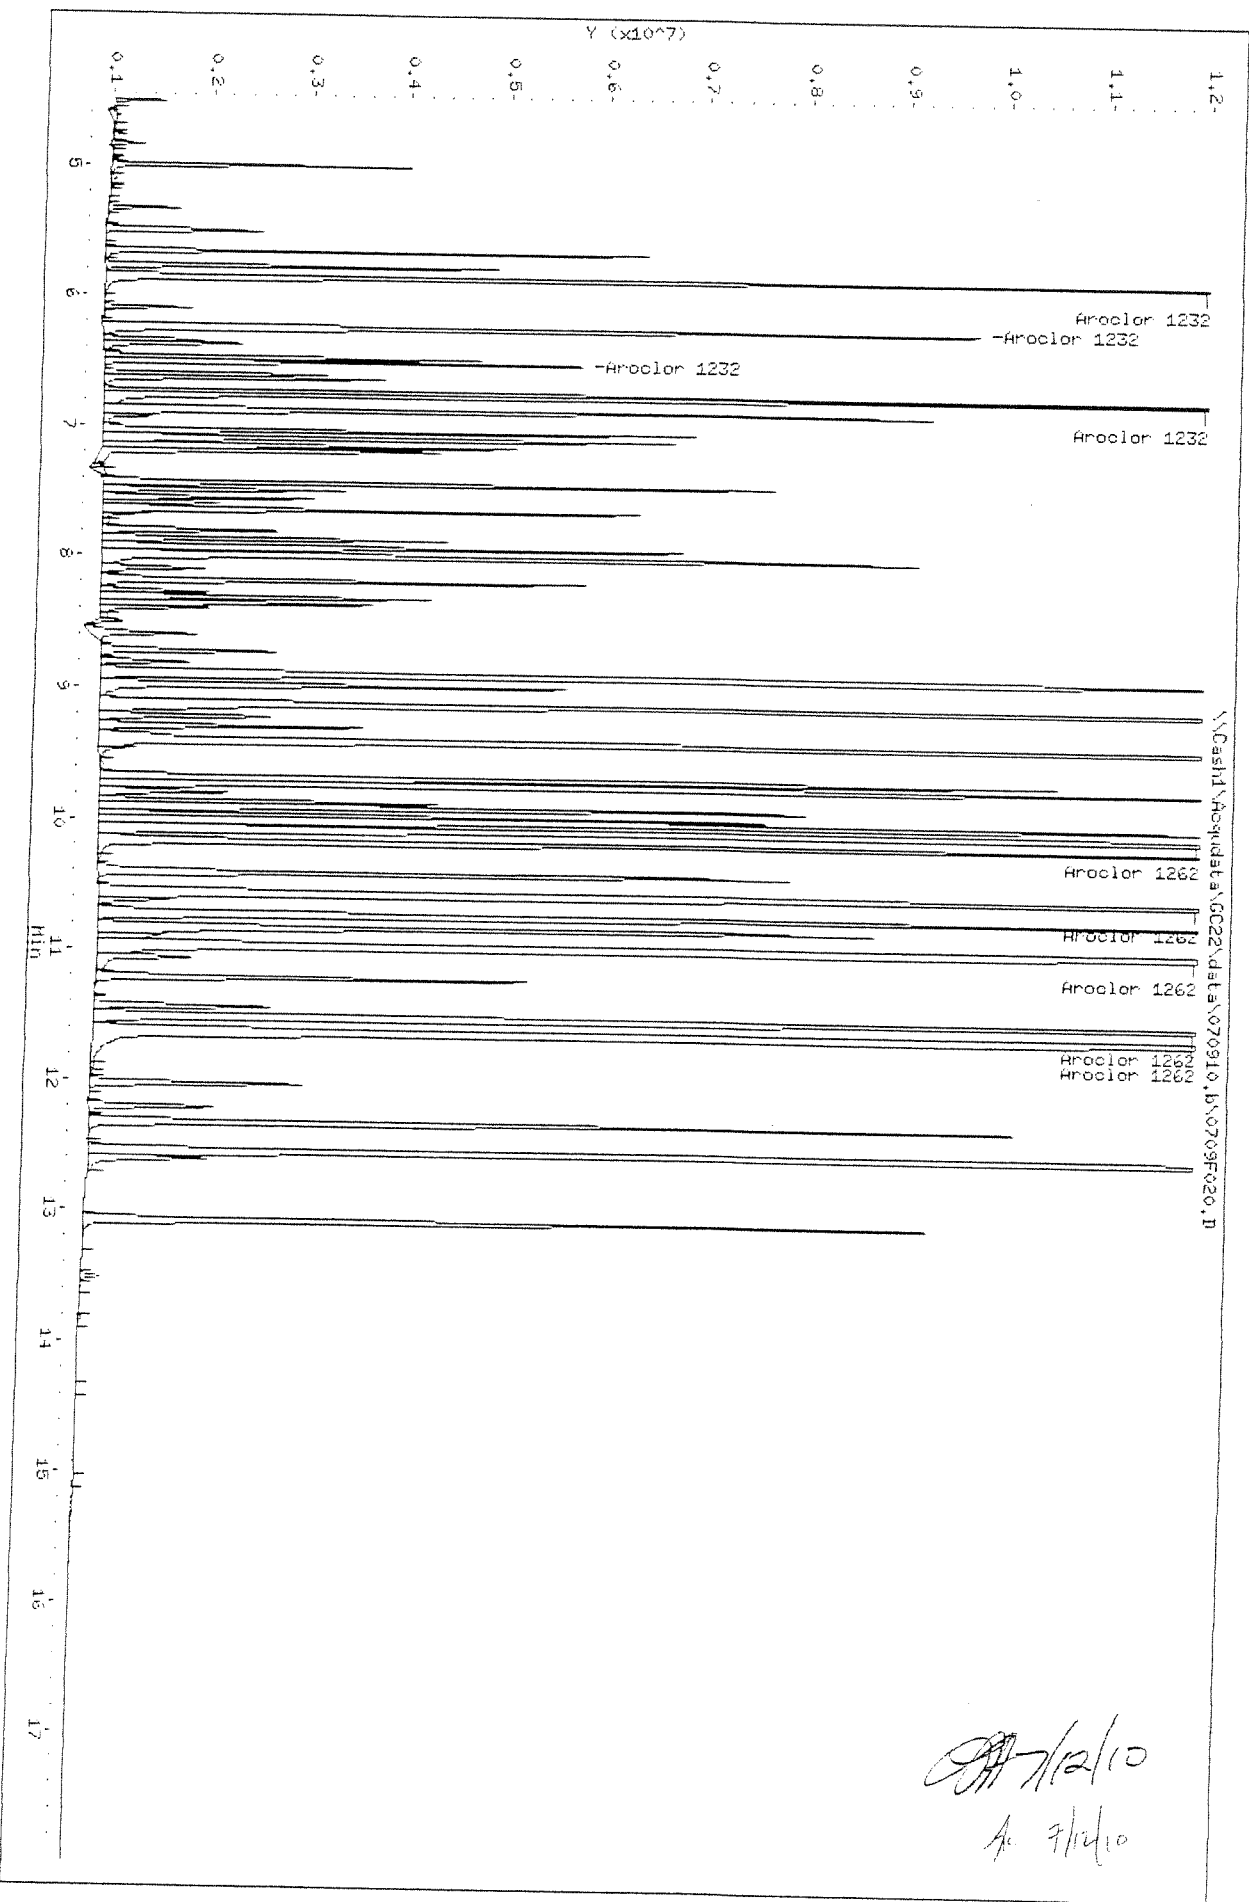 \\Cash1\Acqudata\GC22\data\070910.b\0709F020.D
Y (x10^7)
1.2-
1.1-
1.0-
0.9-
0.8-
0.7-
0.6-
0.5-
0.4-
0.3-
0.2-
0.1-
Aroclor 1232
-Aroclor 1232
-Aroclor 1232
Aroclor 1232
Aroclor 1262
Aroclor 1262
Aroclor 1262
Aroclor 1262
Aroclor 1262
5 6 7 8 9 10 11 12 13 14 15 16 17
Min
7/12/10
7/12/10